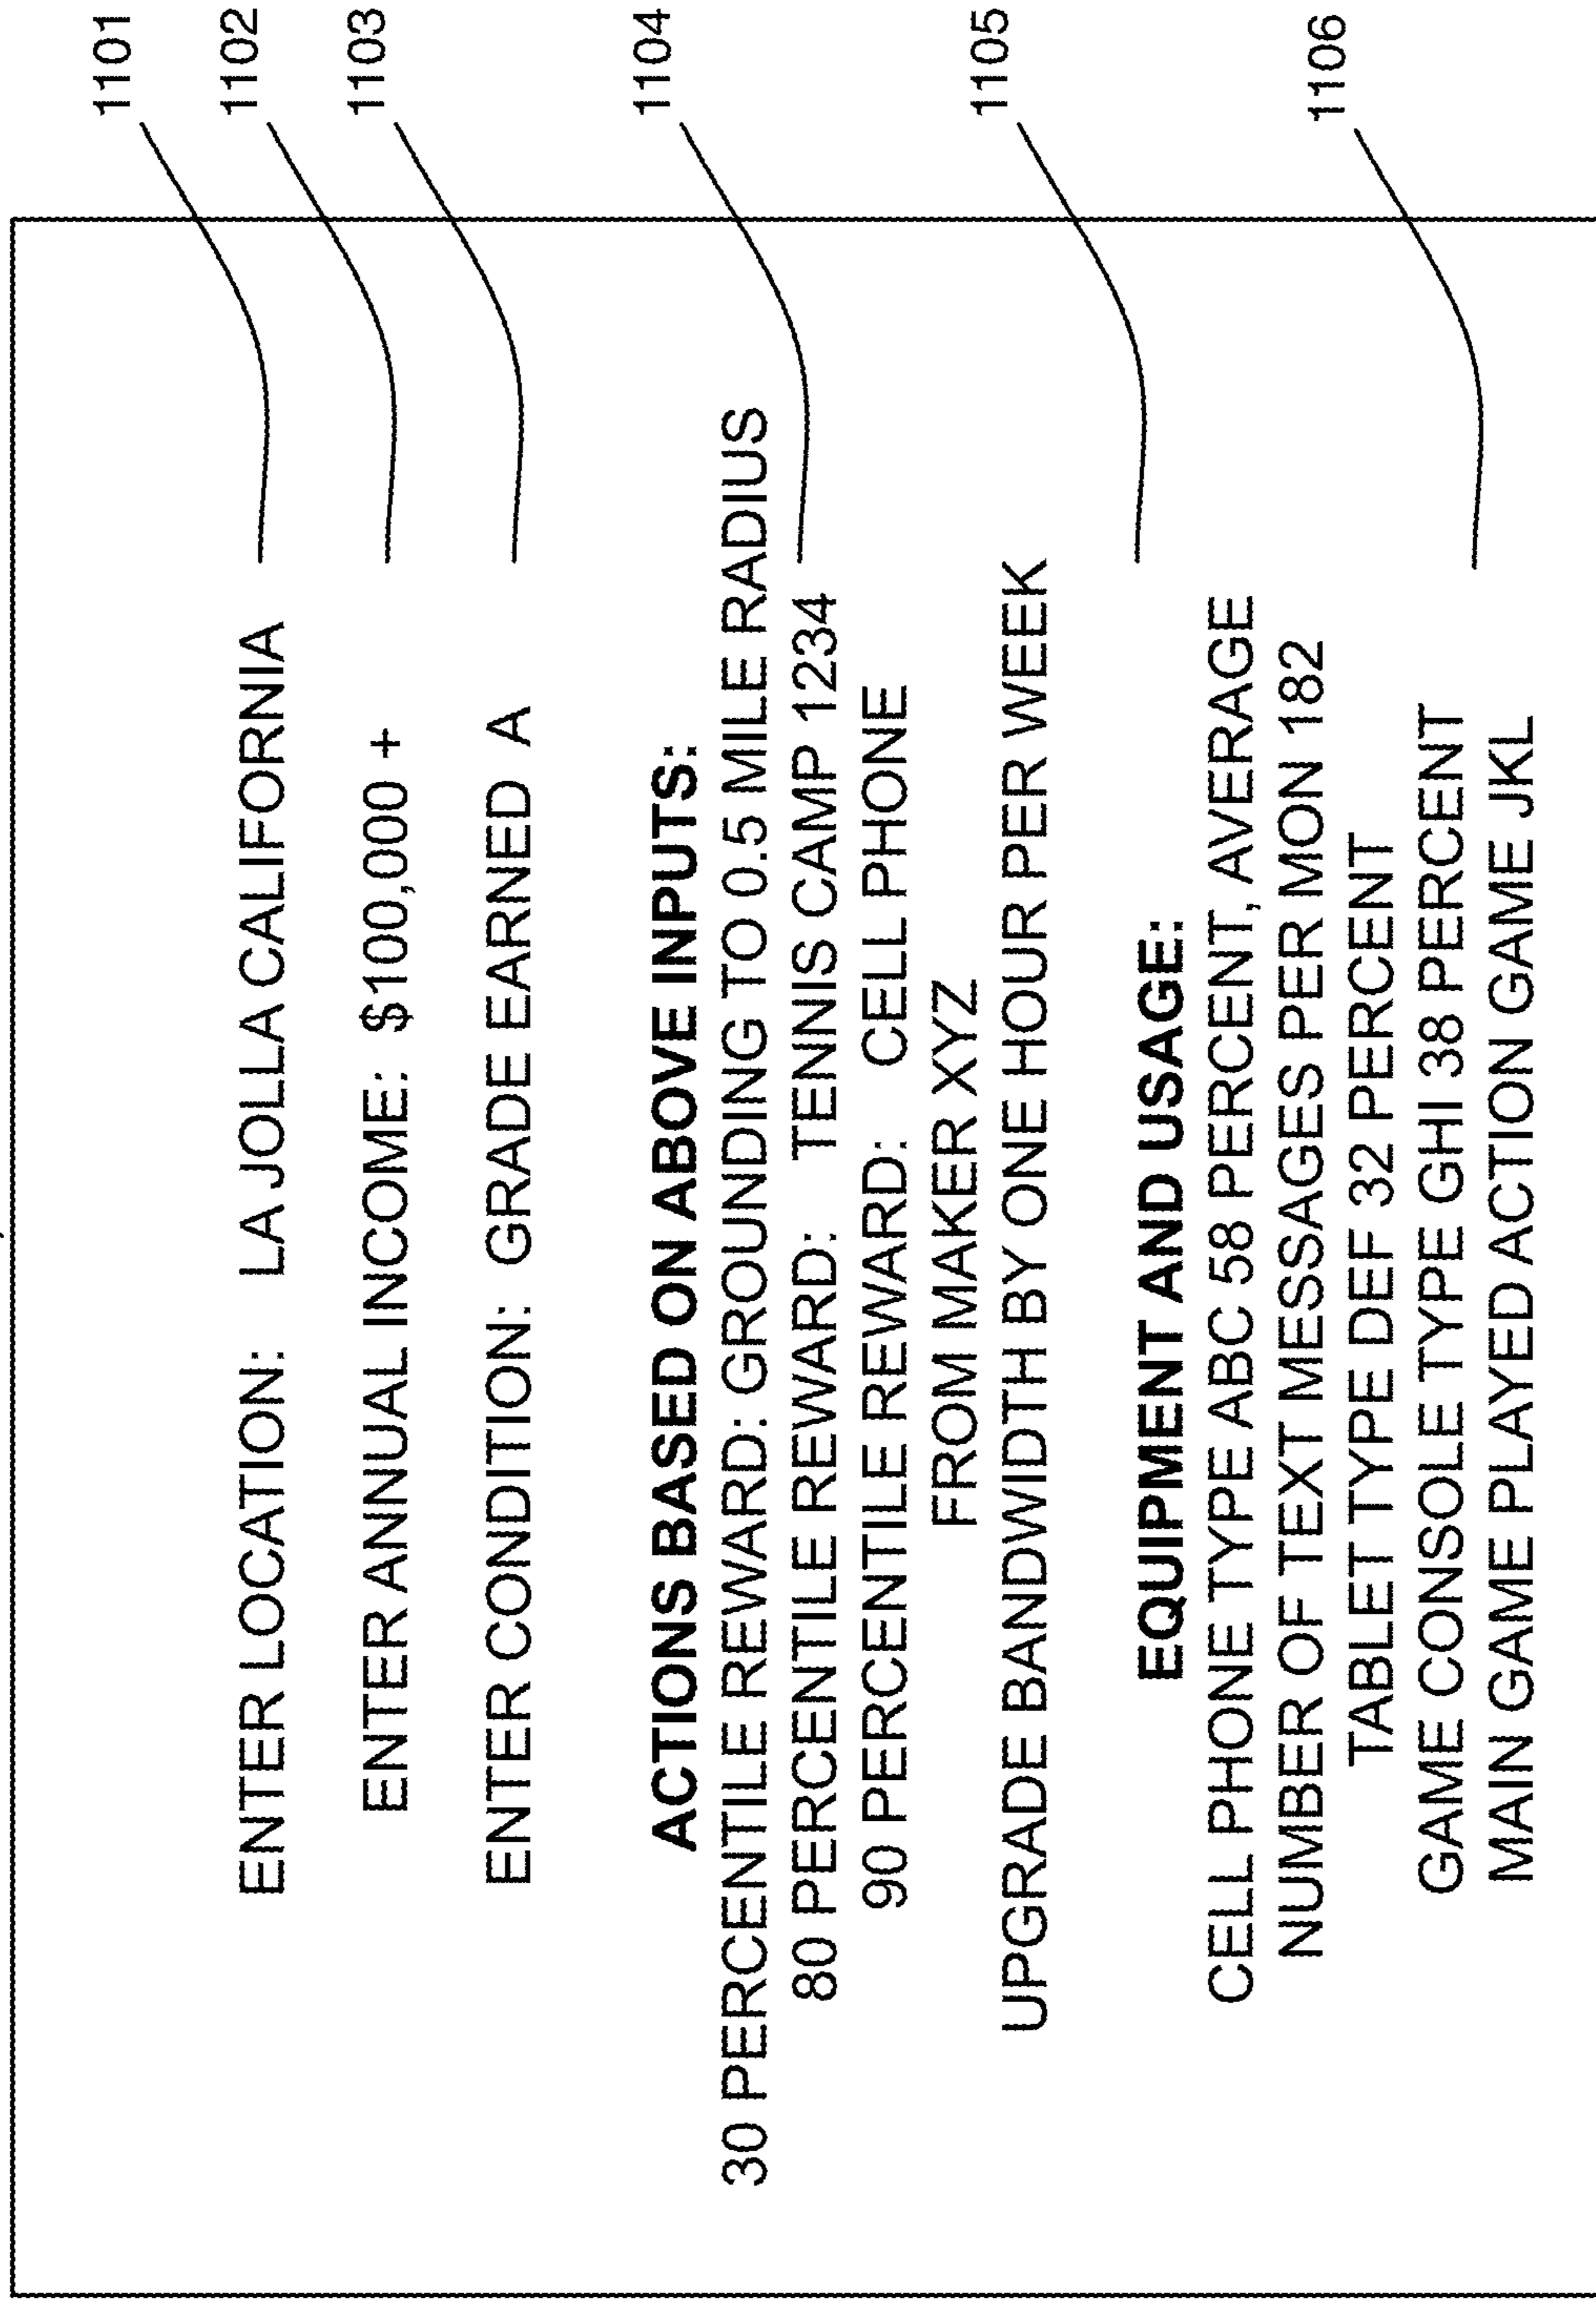 ENTER LOCATION: LA JOLLA CALIFORNIA
1101
ENTER ANNUAL INCOME: $100,000 +
1102
ENTER CONDITION: GRADE EARNED A
1103
ACTIONS BASED ON ABOVE INPUTS:
30 PERCENTILE REWARD: GROUNDING TO 0.5 MILE RADIUS
80 PERCENTILE REWARD: TENNIS CAMP 1234
1104
90 PERCENTILE REWARD: CELL PHONE
FROM MAKER XYZ
UPGRADE BANDWIDTH BY ONE HOUR PER WEEK
EQUIPMENT AND USAGE:
1105
CELL PHONE TYPE ABC 58 PERCENT, AVERAGE
NUMBER OF TEXT MESSAGES PER MON 182
TABLET TYPE DEF 32 PERCENT
GAME CONSOLE TYPE GHI 38 PERCENT
1106
MAIN GAME PLAYED ACTION GAME JKL